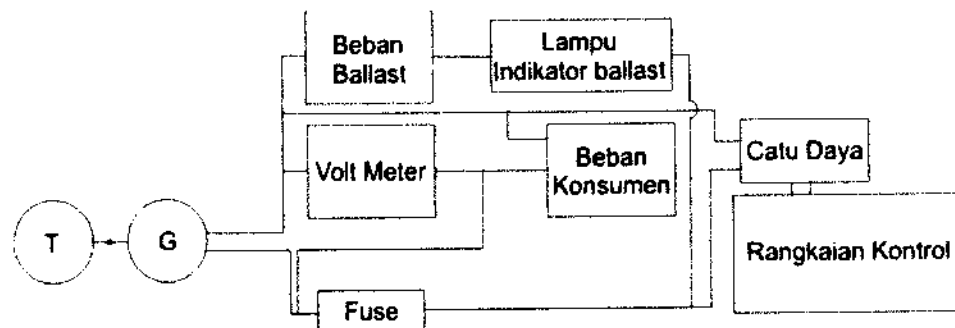 Beban
Ballast
Lampu
Indikator ballast
Volt Meter
Beban
Konsumen
Catu Daya
T
G
Rangkaian Kontrol
Fuse